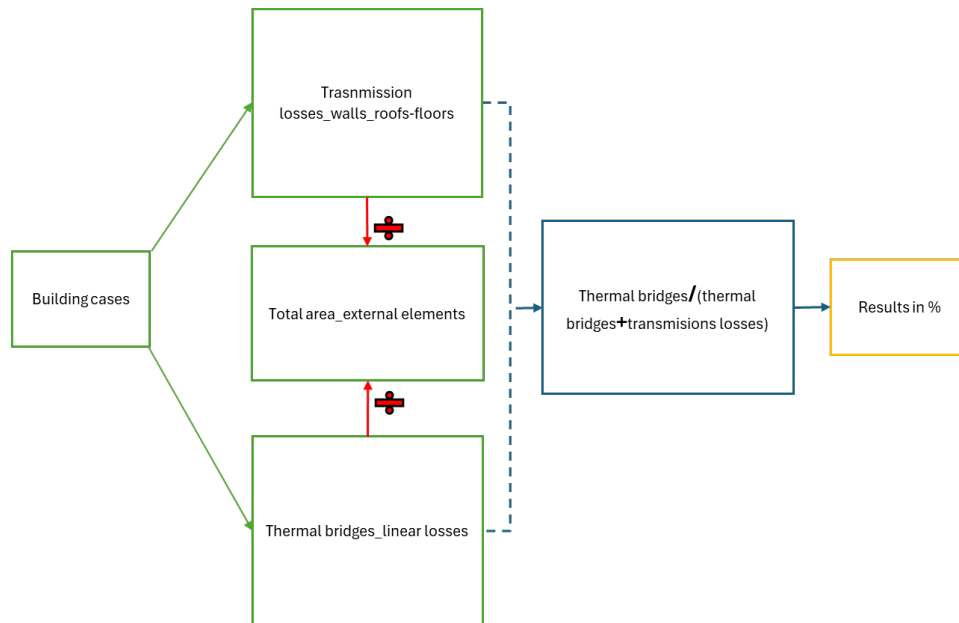 Trasnmission
losses_walls_roofs-floors
÷
Building cases
Total area_external elements
÷
Thermal bridges_linear losses
Thermal bridges/(thermal
bridges+transmisions losses)
Results in %